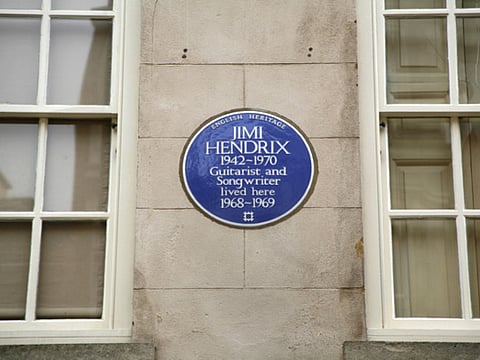 ENGLISH HERITAGE
JIMI
HENDRIX
1942~1970
Guitarist and
Songwriter
lived here
1968~1969